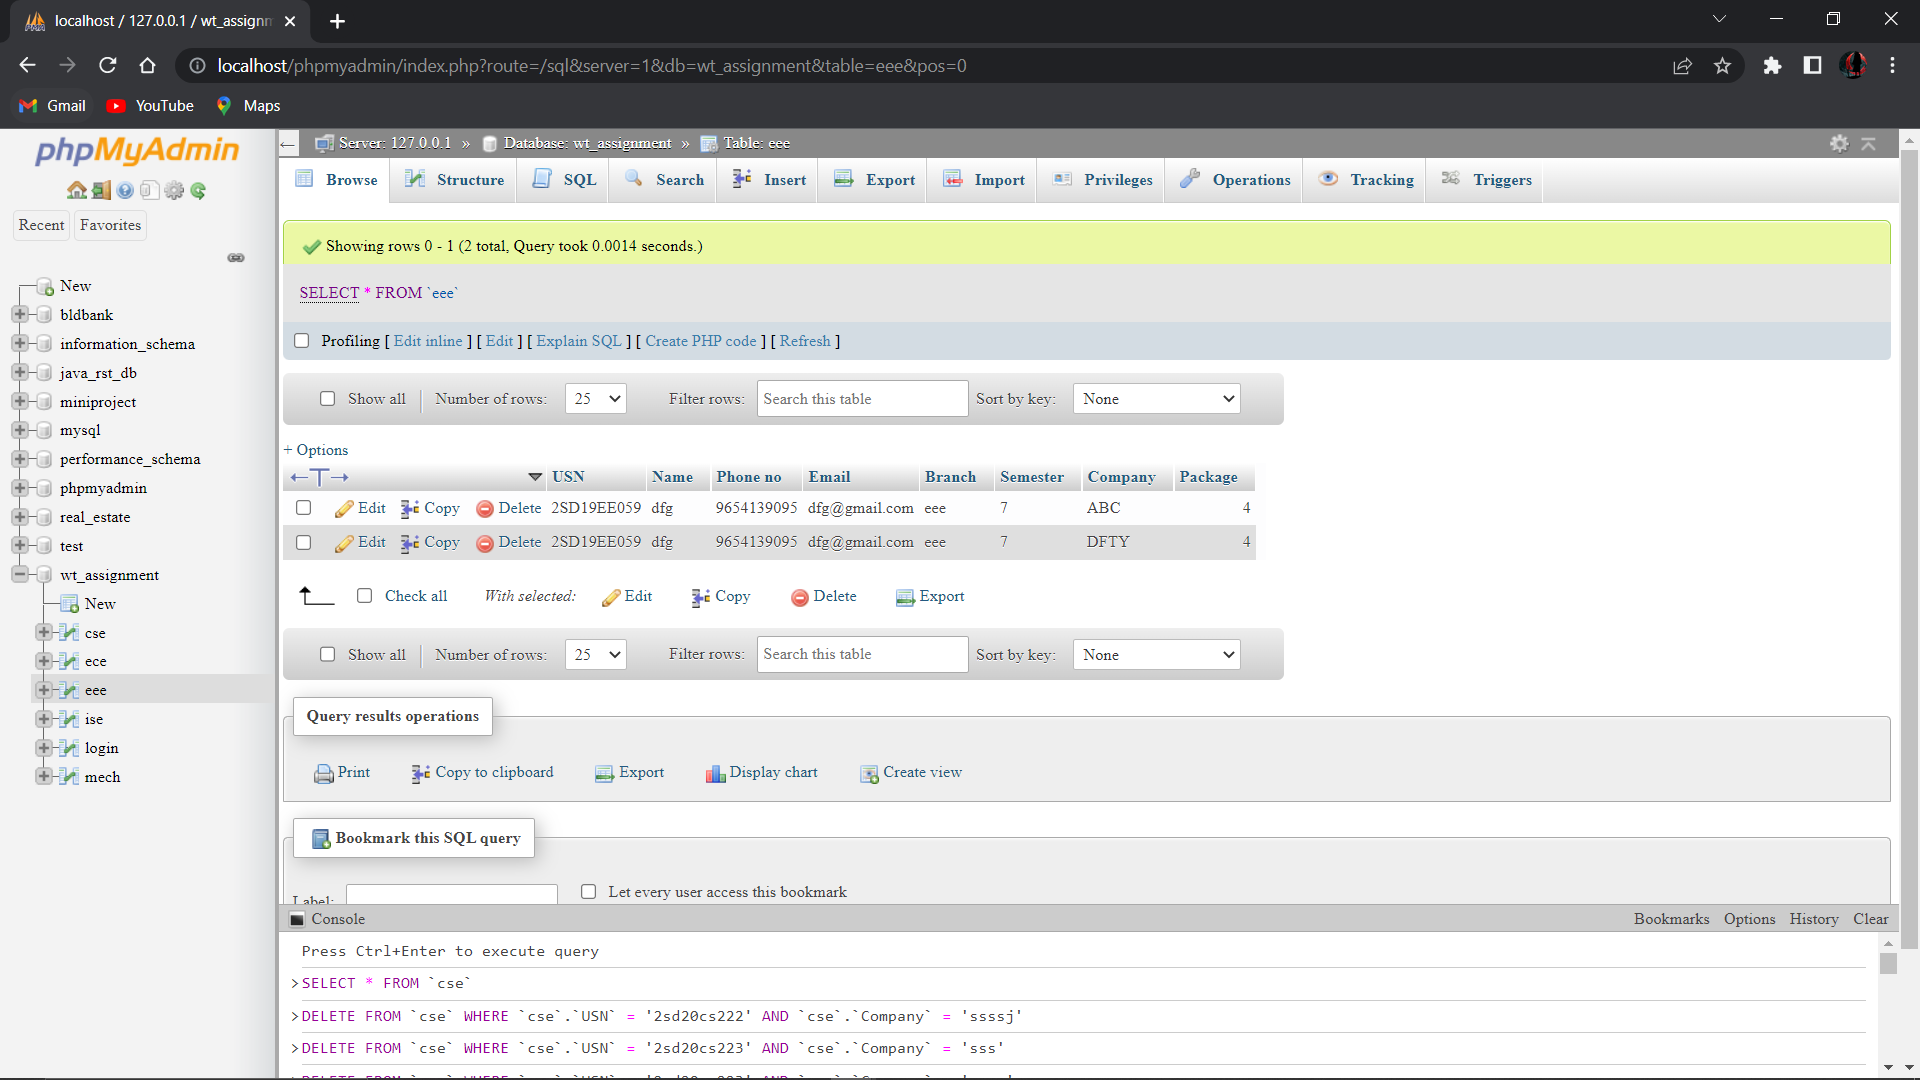 localhost / 127.0.0.1 / wt_assignm
localhost/phpmyadmin/index.php?route=/sql&server=1&db=wt_assignment&table=eee&pos=0
Gmail YouTube Maps
phpMyAdmin
Recent Favorites
New
bldbank
information_schema
java_rst_db
miniproject
mysql
performance_schema
phpmyadmin
real_estate
test
wt_assignment
New
cse
ece
eee
ise
login
mech
Server: 127.0.0.1 » Database: wt_assignment » Table: eee
Browse Structure SQL Search Insert Export Import Privileges Operations Tracking Triggers
Showing rows 0 - 1 (2 total, Query took 0.0014 seconds.)
SELECT * FROM `eee`
Profiling [ Edit inline ] [ Edit ] [ Explain SQL ] [ Create PHP code ] [ Refresh ]
Show all Number of rows: 25 Filter rows: Search this table Sort by key: None
+ Options
←T→ USN Name Phone no Email Branch Semester Company Package
Edit Copy Delete 2SD19EE059 dfg 9654139095 dfg@gmail.com eee 7 ABC 4
Edit Copy Delete 2SD19EE059 dfg 9654139095 dfg@gmail.com eee 7 DFTY 4
Check all With selected: Edit Copy Delete Export
Show all Number of rows: 25 Filter rows: Search this table Sort by key: None
Query results operations
Print Copy to clipboard Export Display chart Create view
Bookmark this SQL query
Label: Let every user access this bookmark
Console Bookmarks Options History Clear
Press Ctrl+Enter to execute query
>SELECT * FROM `cse`
>DELETE FROM `cse` WHERE `cse`.`USN` = '2sd20cs222' AND `cse`.`Company` = 'ssssj'
>DELETE FROM `cse` WHERE `cse`.`USN` = '2sd20cs223' AND `cse`.`Company` = 'sss'